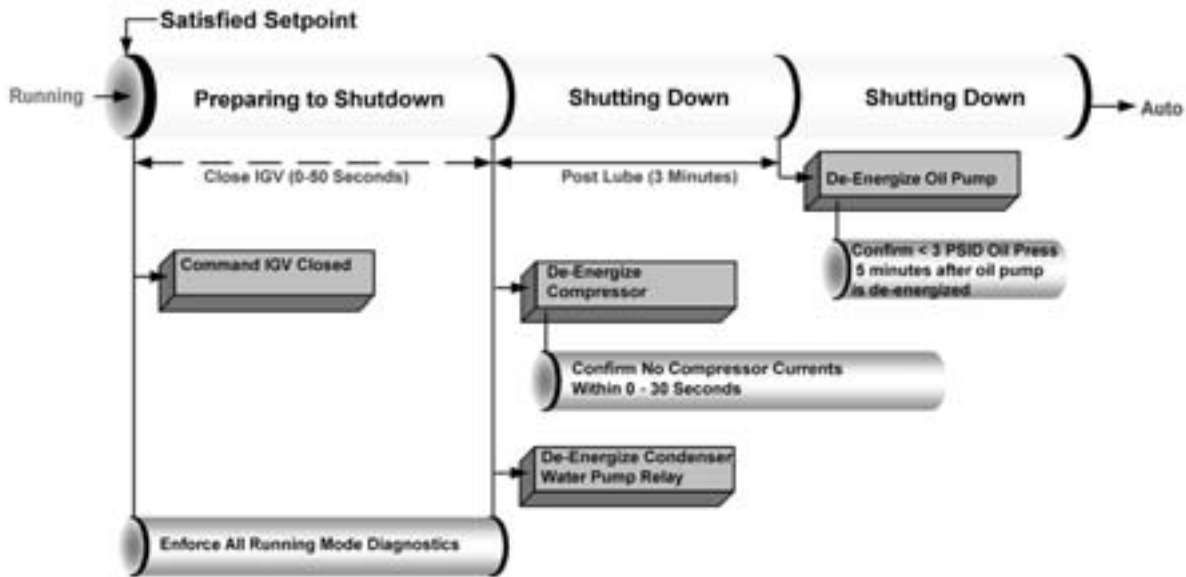 Satisfied Setpoint
Running
Preparing to Shutdown
Shutting Down
Shutting Down
Auto
Close IGV (0-50 Seconds)
Post Lube (3 Minutes)
De-Energize Oil Pump
Confirm < 3 PSID Oil Press
5 minutes after oil pump
is de-energized
Command IGV Closed
De-Energize
Compressor
Confirm No Compressor Currents
Within 0 - 30 Seconds
De-Energize Condenser
Water Pump Relay
Enforce All Running Mode Diagnostics